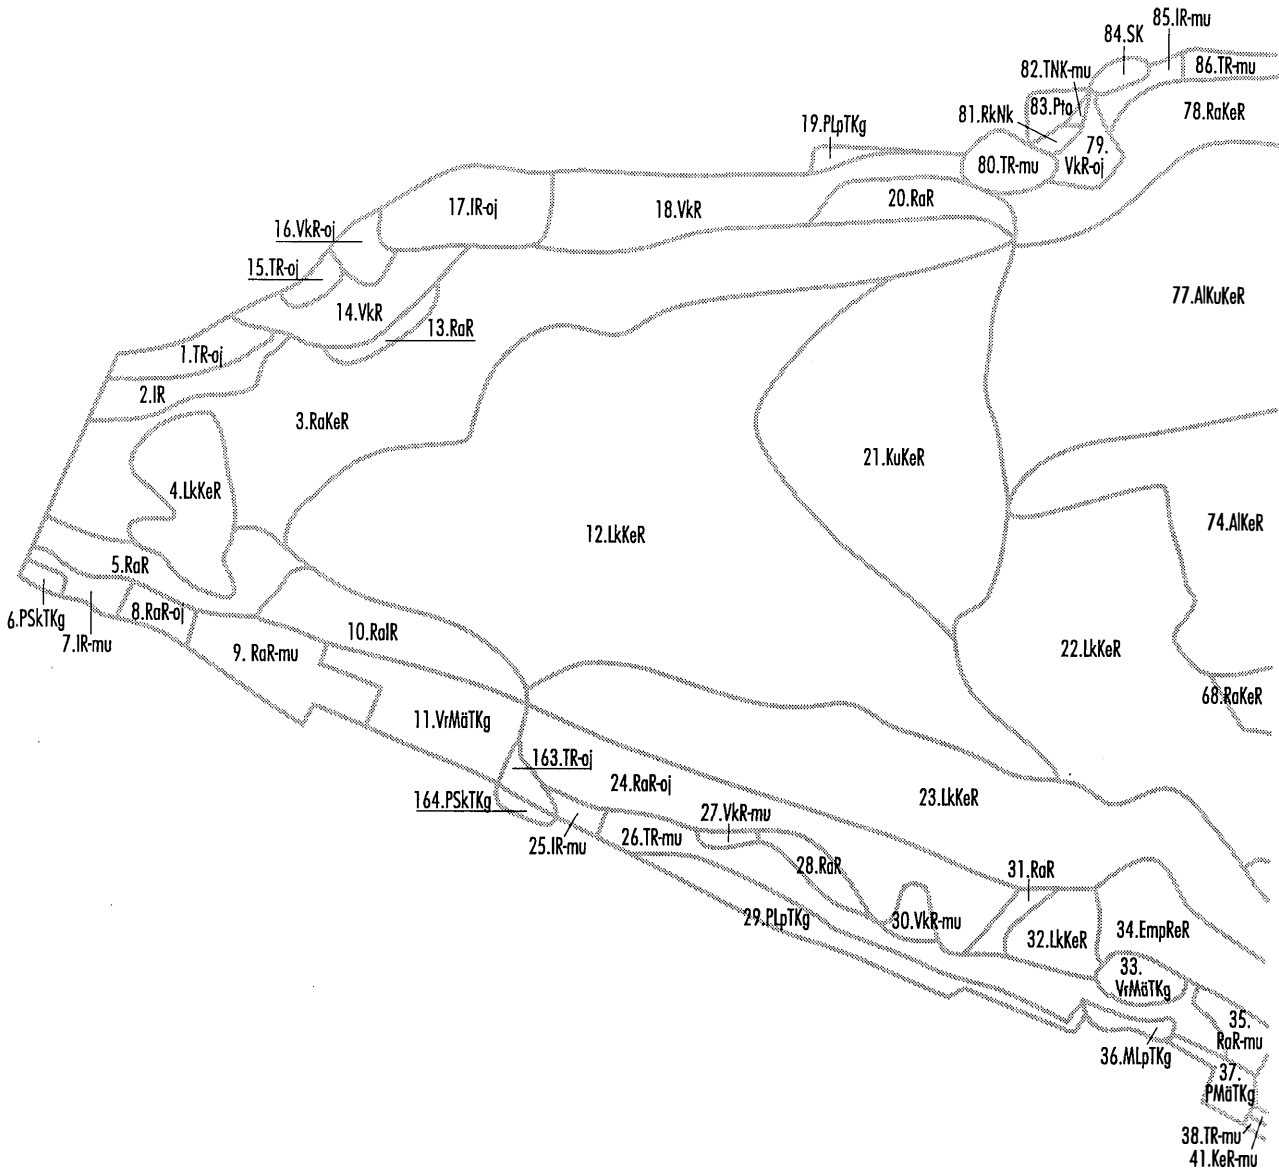 85.IR-mu
84.SK
86.TR-mu
82.TNK-mu
83.Pto
78.RaKeR
81.RkNk
19.PLpTKg
79.
VkR-oj
80.TR-mu
17.IR-oj
18.VkR
20.RaR
16.VkR-oj
15.TR-oj
77.AlKuKeR
14.VkR
13.RaR
1.TR-oj
2.IR
3.RaKeR
21.KuKeR
4.LkKeR
74.AlKeR
12.LkKeR
5.RaR
8.RaR-oj
6.PSkTKg
7.IR-mu
10.RaIR
9. RaR-mu
22.LkKeR
68.RaKeR
11.VrMäTKg
163.TR-oj
24.RaR-oj
164.PSkTKg
23.LkKeR
27.VkR-mu
25.IR-mu
26.TR-mu
28.RaR
31.RaR
29.PLpTKg
30.VkR-mu
32.LkKeR
34.EmpReR
33.
VrMäTKg
35.
RaR-mu
36.MLpTKg
37.
PMäTKg
38.TR-mu
41.KeR-mu